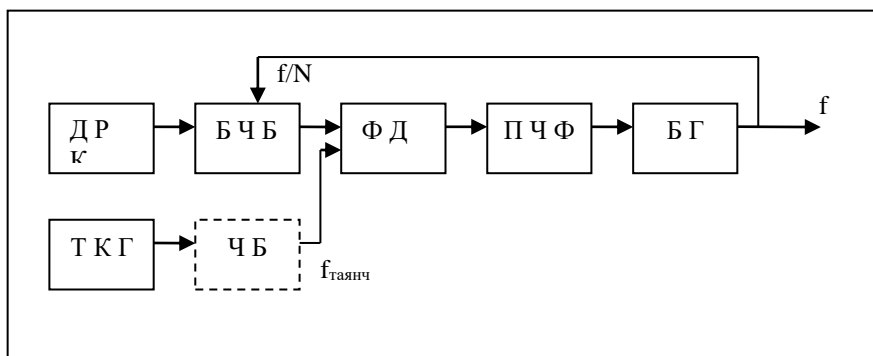 f/N
f
Д Р
К
Б Ч Б
Ф Д
П Ч Ф
Б Г
Т К Г
Ч Б
fтаянч